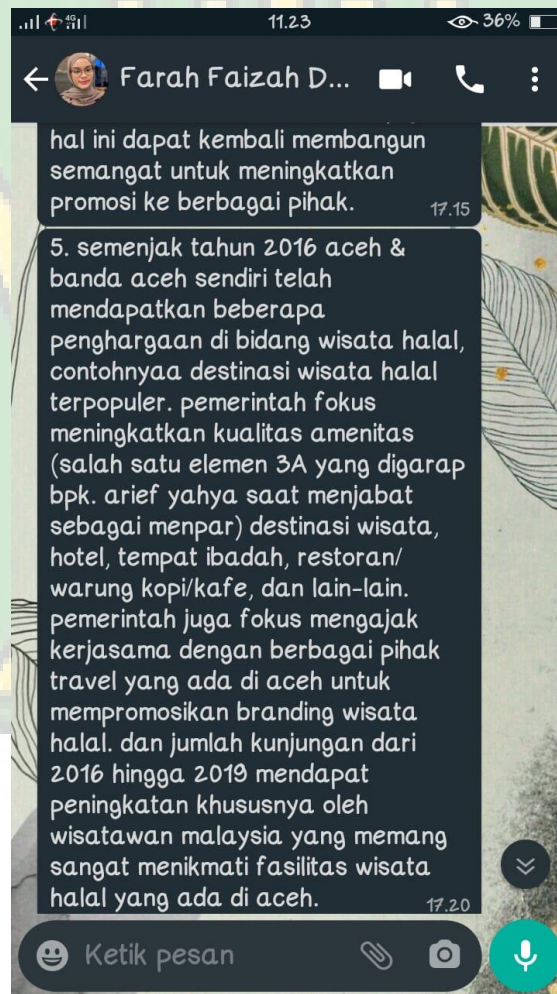 4G
11.23
36%
Farah Faizah D...
hal ini dapat kembali membangun
semangat untuk meningkatkan
promosi ke berbagai pihak.
17.15
5. semenjak tahun 2016 aceh &
banda aceh sendiri telah
mendapatkan beberapa
penghargaan di bidang wisata halal,
contohnyaa destinasi wisata halal
terpopuler. pemerintah fokus
meningkatkan kualitas amenitas
(salah satu elemen 3A yang digarap
bpk. arief yahya saat menjabat
sebagai menpar) destinasi wisata,
hotel, tempat ibadah, restoran/
warung kopi/kafe, dan lain-lain.
pemerintah juga fokus mengajak
kerjasama dengan berbagai pihak
travel yang ada di aceh untuk
mempromosikan branding wisata
halal. dan jumlah kunjungan dari
2016 hingga 2019 mendapat
peningkatan khususnya oleh
wisatawan malaysia yang memang
sangat menikmati fasilitas wisata
halal yang ada di aceh.
17.20
Ketik pesan